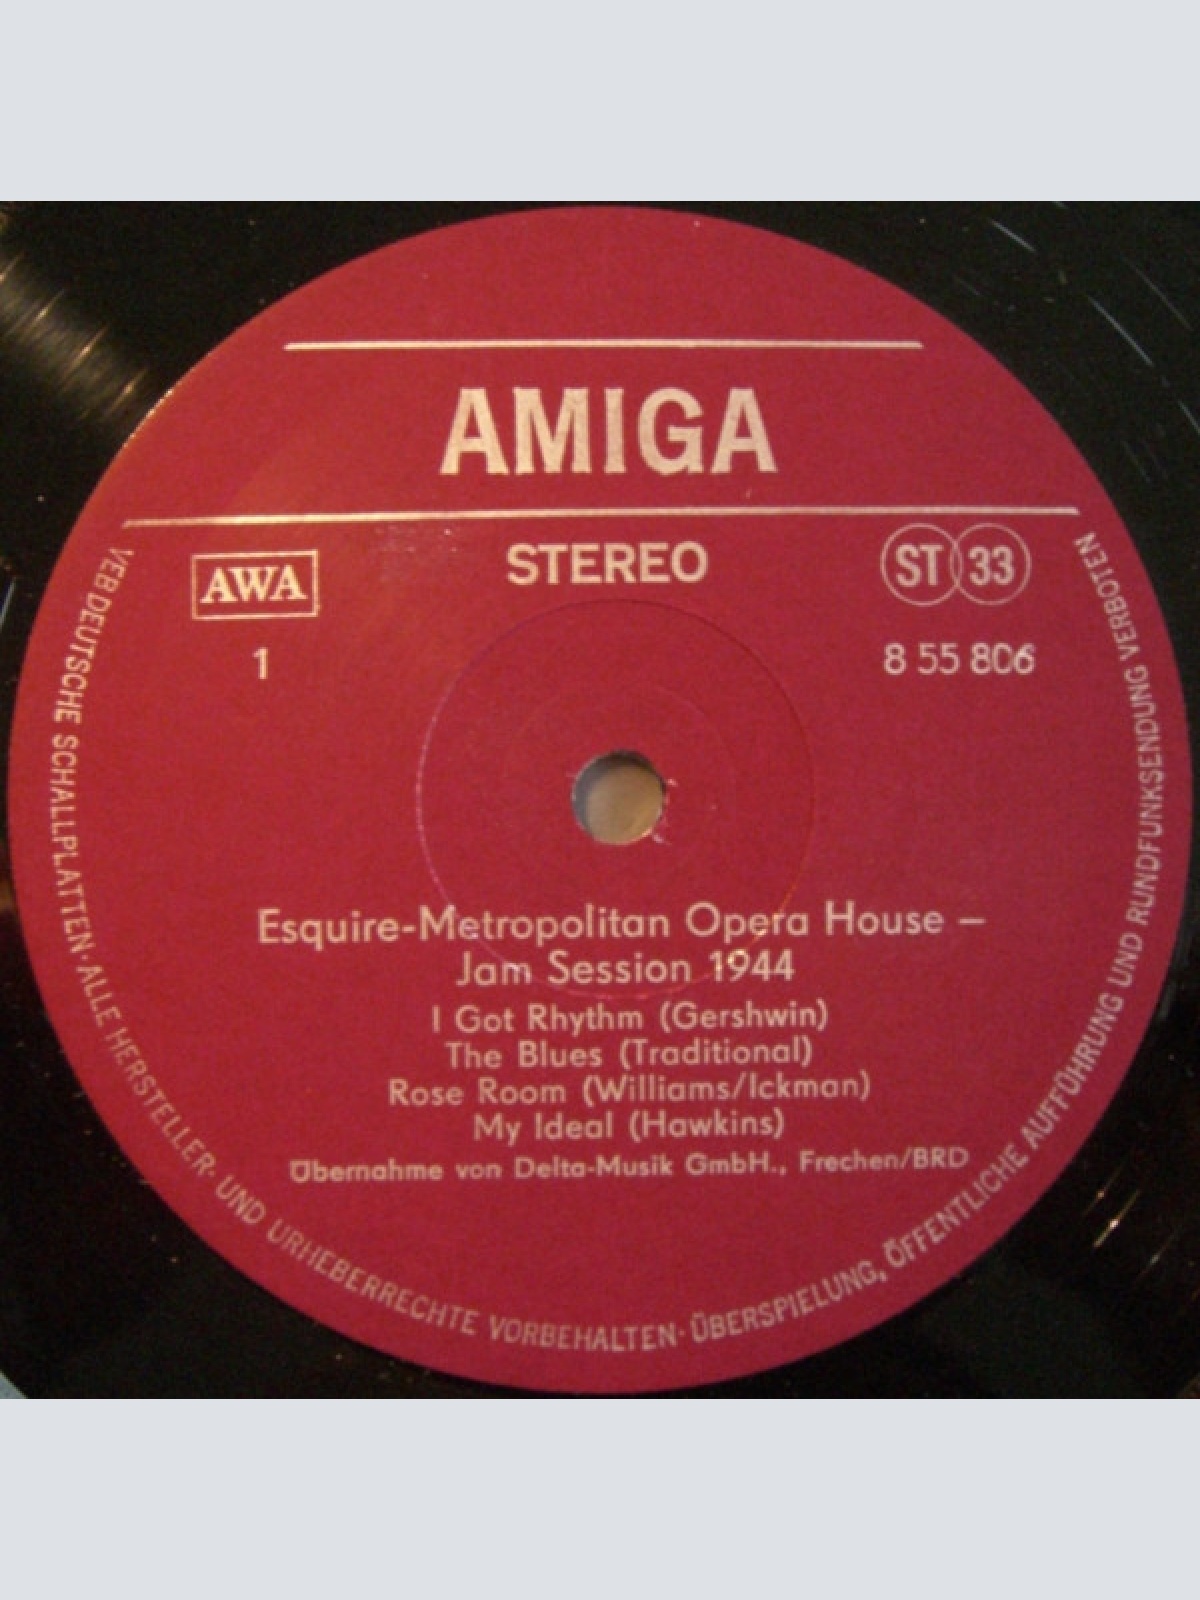 AMIGA
AWA
STEREO
ST 33
1
8 55 806
Esquire-Metropolitan Opera House –
Jam Session 1944
I Got Rhythm (Gershwin)
The Blues (Traditional)
Rose Room (Williams/Ickman)
My Ideal (Hawkins)
Übernahme von Delta-Musik GmbH., Frechen/BRD
VEB DEUTSCHE SCHALLPLATTEN · ALLE HERSTELLER- UND URHEBERRECHTE VORBEHALTEN · ÜBERSPIELUNG, ÖFFENTLICHE AUFFÜHRUNG UND RUNDFUNKSENDUNG VERBOTEN